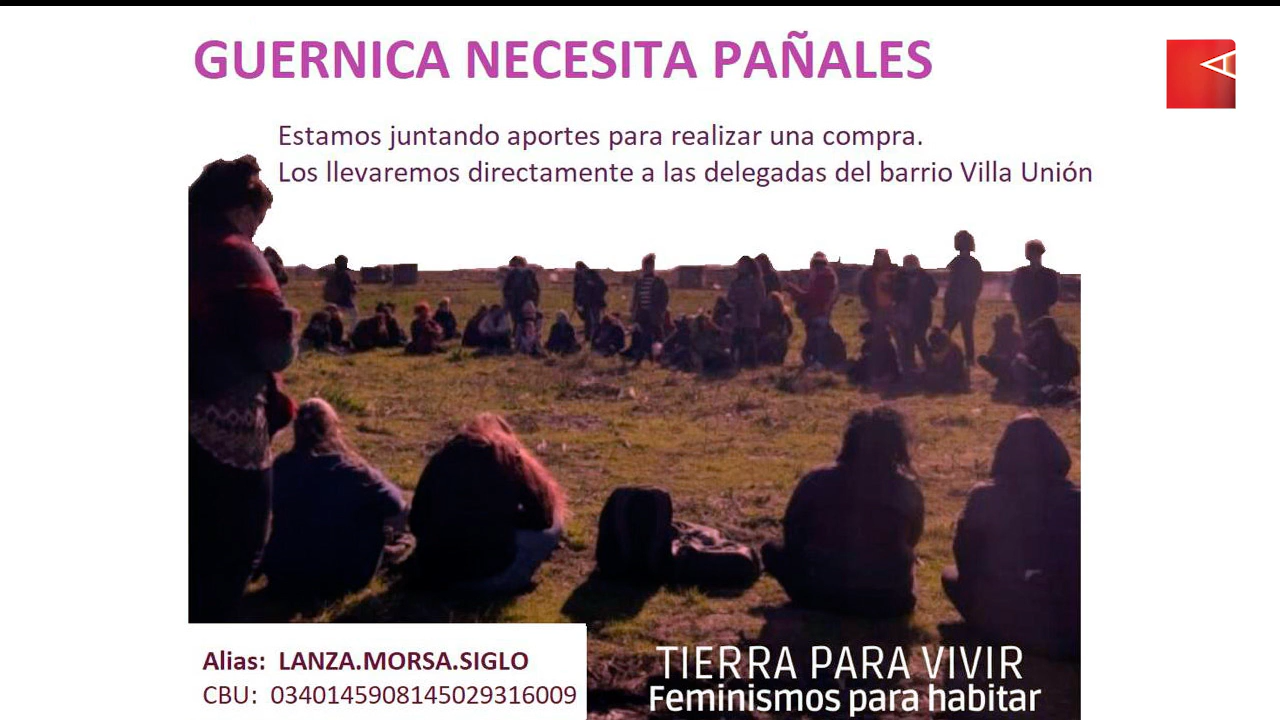 GUERNICA NECESITA PAÑALES
Estamos juntando aportes para realizar una compra.
Los llevaremos directamente a las delegadas del barrio Villa Unión
Alias: LANZA.MORSA.SIGLO
CBU: 0340145908145029316009
TIERRA PARA VIVIR
Feminismos para habitar